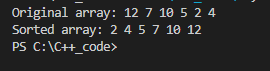 Original array: 12 7 10 5 2 4
Sorted array: 2 4 5 7 10 12
PS C:\C++_code>